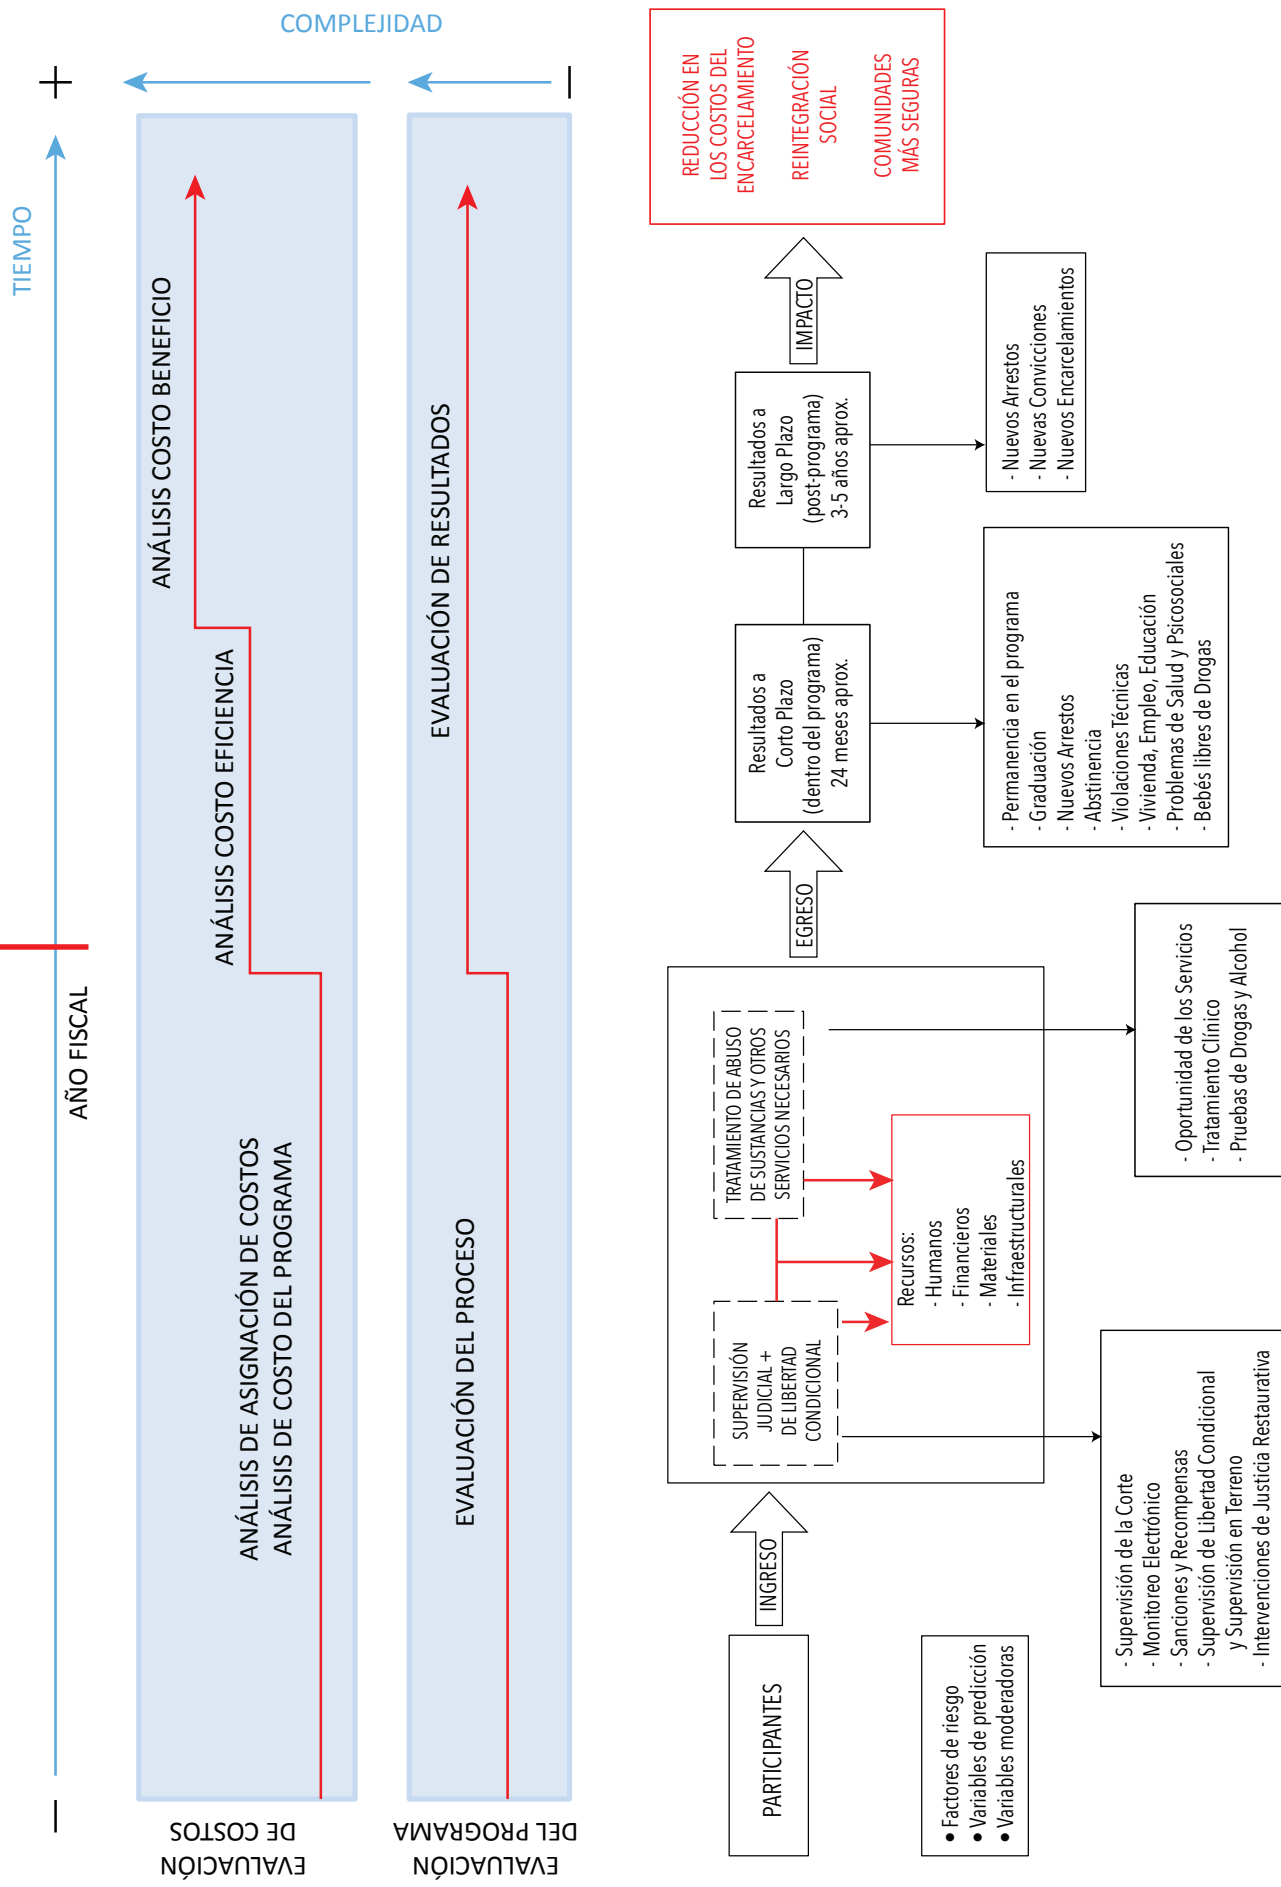 COMPLEJIDAD
TIEMPO
AÑO FISCAL
EVALUACIÓN
DE COSTOS
ANÁLISIS DE ASIGNACIÓN DE COSTOS
ANÁLISIS DE COSTO DEL PROGRAMA
ANÁLISIS COSTO EFICIENCIA
ANÁLISIS COSTO BENEFICIO
EVALUACIÓN
DEL PROGRAMA
EVALUACIÓN DEL PROCESO
EVALUACIÓN DE RESULTADOS
PARTICIPANTES
● Factores de riesgo
● Variables de predicción
● Variables moderadoras
INGRESO
SUPERVISIÓN
JUDICIAL +
DE LIBERTAD
CONDICIONAL
TRATAMIENTO DE ABUSO
DE SUSTANCIAS Y OTROS
SERVICIOS NECESARIOS
Recursos:
- Humanos
- Financieros
- Materiales
- Infraestructurales
- Supervisión de la Corte
- Monitoreo Electrónico
- Sanciones y Recompensas
- Supervisión de Libertad Condicional
y Supervisión en Terreno
- Intervenciones de Justicia Restaurativa
- Oportunidad de los Servicios
- Tratamiento Clínico
- Pruebas de Drogas y Alcohol
EGRESO
Resultados a
Corto Plazo
(dentro del programa)
24 meses aprox.
- Permanencia en el programa
- Graduación
- Nuevos Arrestos
- Abstinencia
- Violaciones Técnicas
- Vivienda, Empleo, Educación
- Problemas de Salud y Psicosociales
- Bebés libres de Drogas
Resultados a
Largo Plazo
(post-programa)
3-5 años aprox.
- Nuevos Arrestos
- Nuevas Convicciones
- Nuevos Encarcelamientos
IMPACTO
REDUCCIÓN EN
LOS COSTOS DEL
ENCARCELAMIENTO
REINTEGRACIÓN
SOCIAL
COMUNIDADES
MÁS SEGURAS